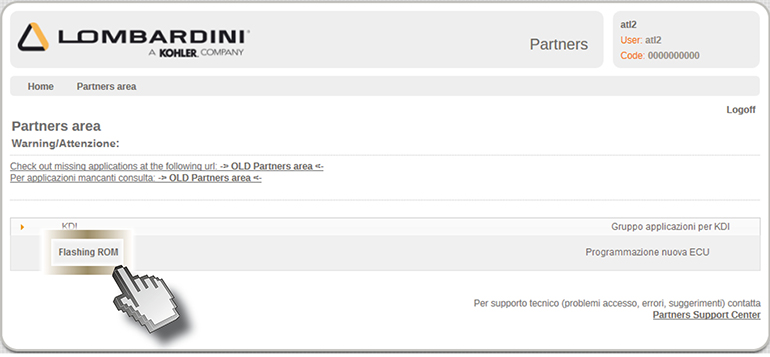 LOMBARDINI®
A KOHLER® COMPANY
Partners
atl2
User: atl2
Code: 0000000000
Home Partners area
Logoff
Partners area
Warning/Attenzione:
Check out missing applications at the following url: -> OLD Partners area <-
Per applicazioni mancanti consulta: -> OLD Partners area <-
KDI Gruppo applicazioni per KDI
Flashing ROM Programmazione nuova ECU
Per supporto tecnico (problemi accesso, errori, suggerimenti) contatta
Partners Support Center